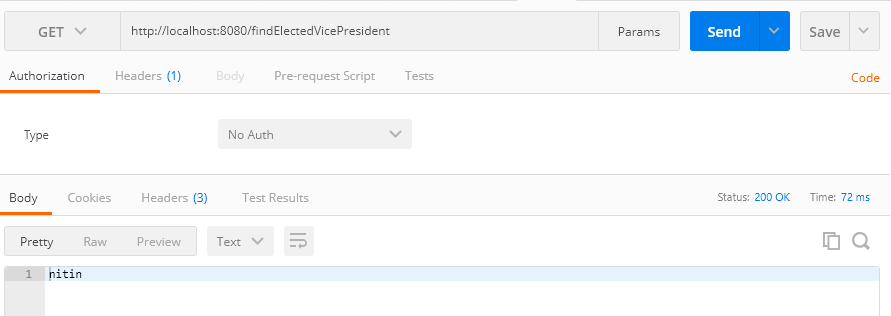 GET http://localhost:8080/findElectedVicePresident Params Send Save
Authorization Headers (1) Body Pre-request Script Tests Code
Type No Auth
Body Cookies Headers (3) Test Results Status: 200 OK Time: 72 ms
Pretty Raw Preview Text
1 nitin